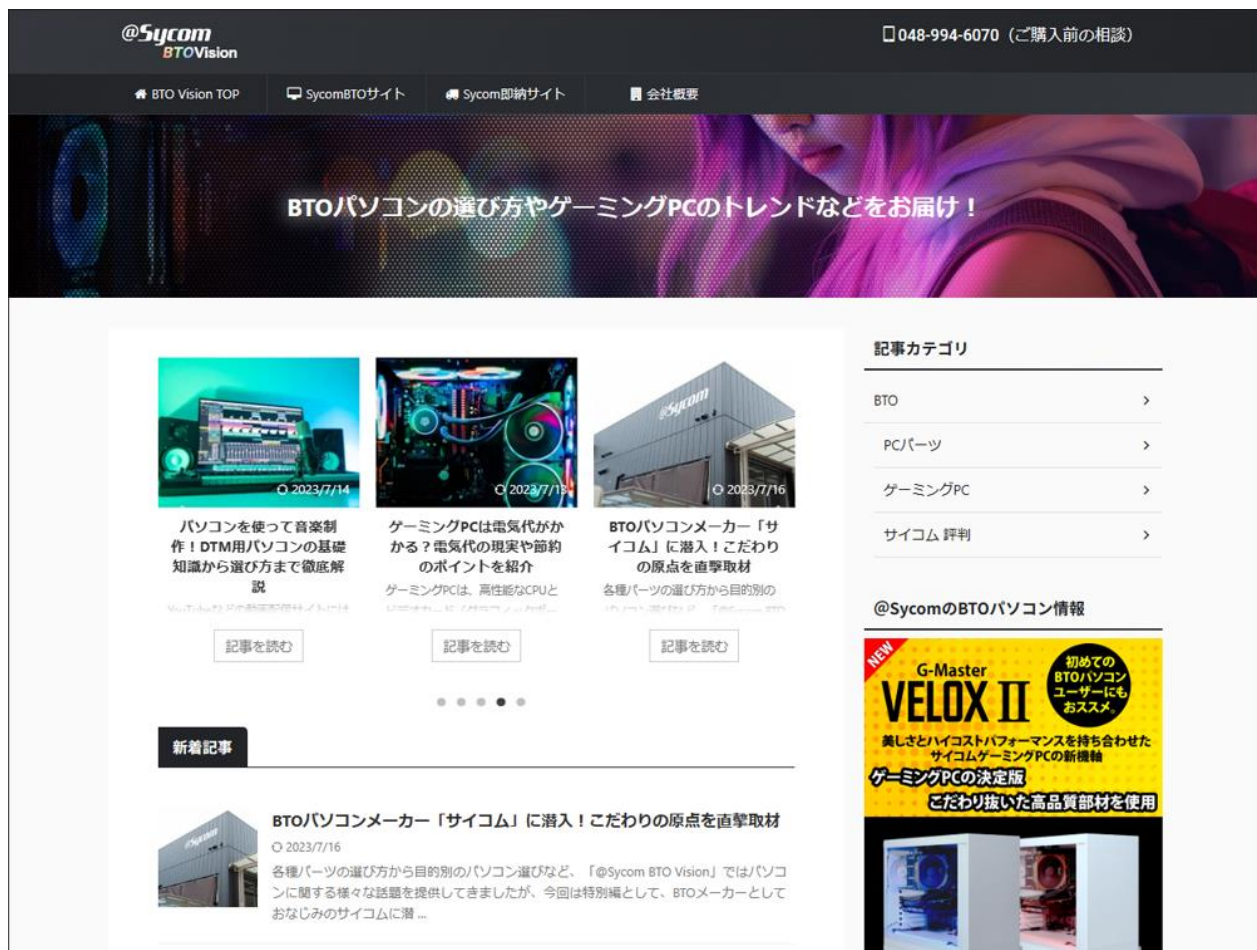 @Sycom
BTOVision
048-994-6070（ご購入前の相談）
BTO Vision TOP
SycomBTOサイト
Sycom即納サイト
会社概要
BTOパソコンの選び方やゲーミングPCのトレンドなどをお届け！
@Sycom
2023/7/14
2023/7/13
2023/7/16
パソコンを使って音楽制
作！DTM用パソコンの基礎
知識から選び方まで徹底解
説
ゲーミングPCは電気代がか
かる？電気代の現実や節約
のポイントを紹介
ゲーミングPCは、高性能なCPUと
BTOパソコンメーカー「サ
イコム」に潜入！こだわり
の原点を直撃取材
各種パーツの選び方から目的別の
記事を読む
記事を読む
記事を読む
新着記事
@Sycom
BTOパソコンメーカー「サイコム」に潜入！こだわりの原点を直撃取材
2023/7/16
各種パーツの選び方から目的別のパソコン選びなど、「@Sycom BTO Vision」ではパソコ
ンに関する様々な話題を提供してきましたが、今回は特別編として、BTOメーカーとして
おなじみのサイコムに潜 ...
記事カテゴリ
BTO
PCパーツ
ゲーミングPC
サイコム 評判
@SycomのBTOパソコン情報
NEW
G-Master
VELOX II
初めての
BTOパソコン
ユーザーにも
おススメ。
美しさとハイコストパフォーマンスを持ち合わせた
サイコムゲーミングPCの新機軸
ゲーミングPCの決定版
こだわり抜いた高品質部材を使用